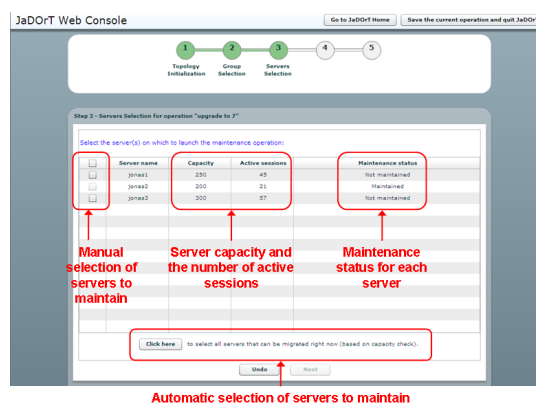 JaDOrT Web Console
Go to JaDOrT Home
Save the current operation and quit JaDOr
1 2 3 4 5
Topology Initialization
Group Selection
Servers Selection
Step 3 - Servers Selection for operation "upgrade to 7"
Select the server(s) on which to launch the maintenance operation:
Server name Capacity Active sessions Maintenance status
jonas1 250 45 Not maintained
jonas2 200 21 Maintained
jonas3 300 57 Not maintained
Manual selection of servers to maintain
Server capacity and the number of active sessions
Maintenance status for each server
Click here to select all servers that can be migrated right now (based on capacity check).
Undo
Next
Automatic selection of servers to maintain